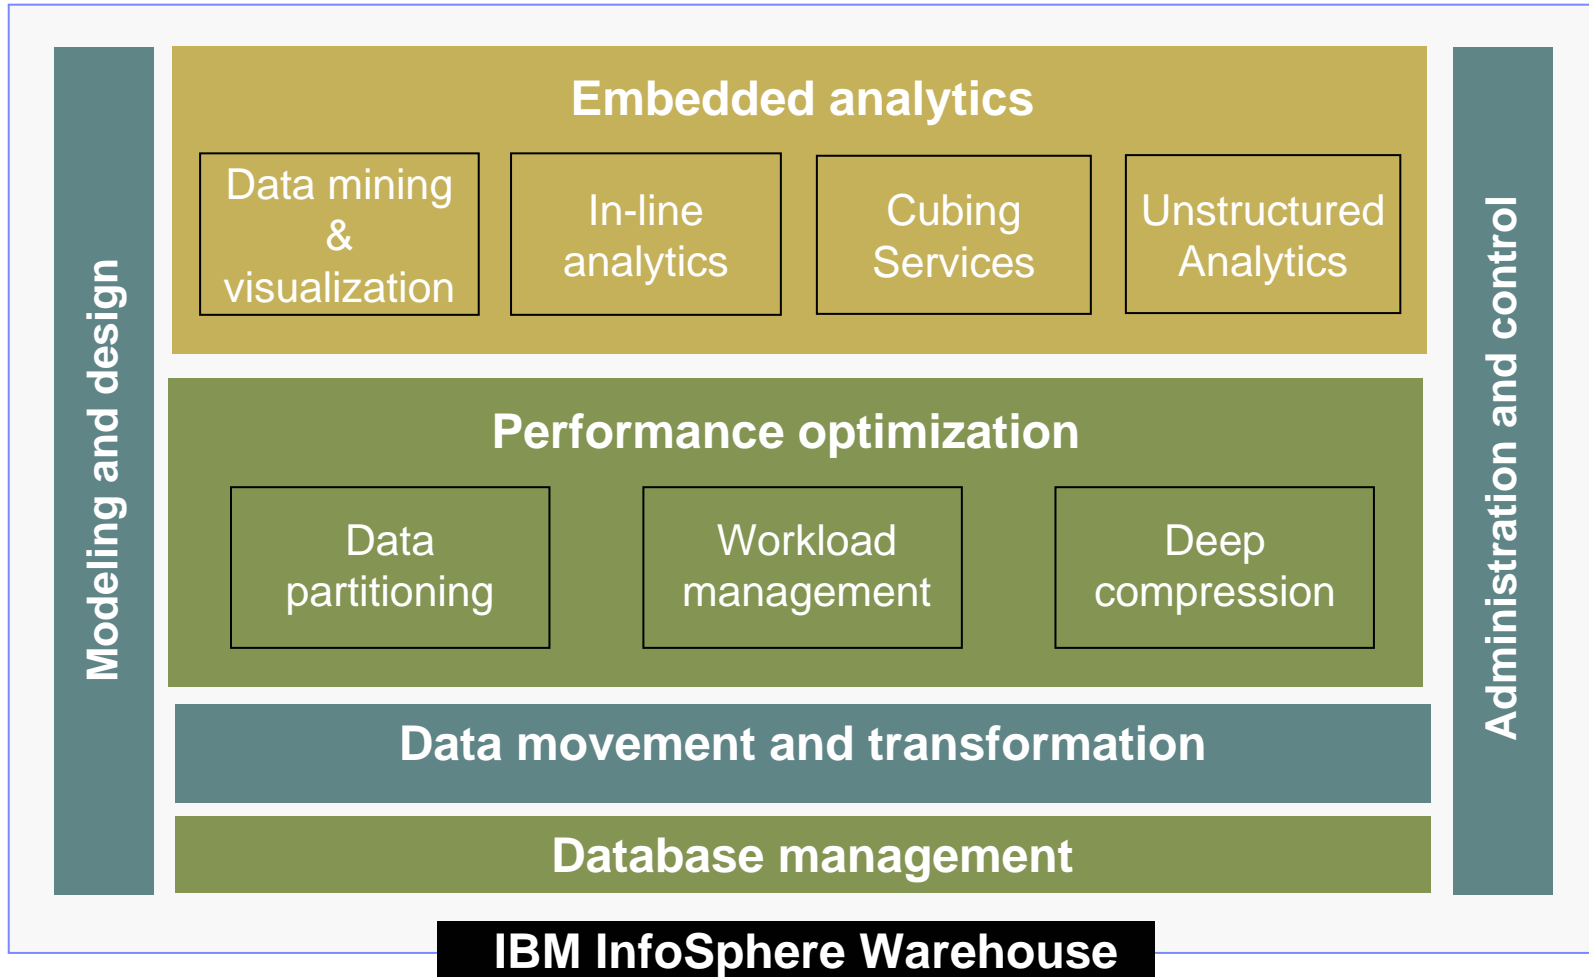 Modeling and design
Embedded analytics
Data mining
&
visualization
In-line
analytics
Cubing
Services
Unstructured
Analytics
Performance optimization
Data
partitioning
Workload
management
Deep
compression
Data movement and transformation
Database management
Administration and control
IBM InfoSphere Warehouse